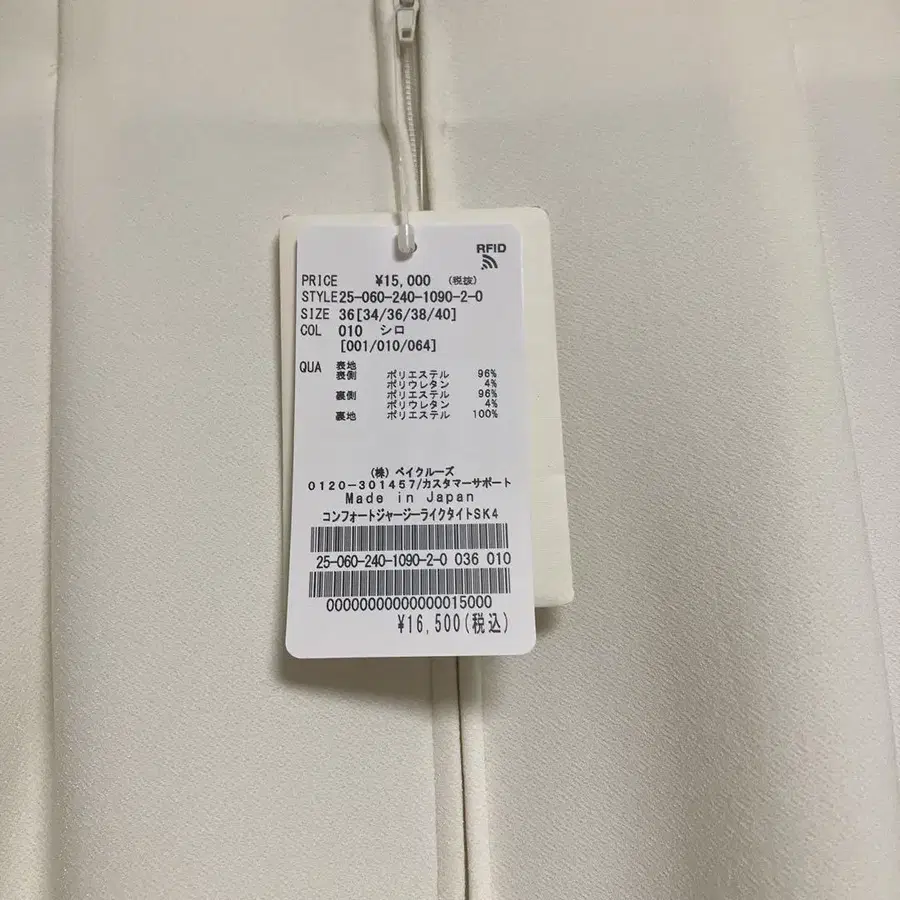 RFID
PRICE ¥15,000 (税抜)
STYLE25-060-240-1090-2-0
SIZE 36[34/36/38/40]
COL 010 シロ
[001/010/064]
QUA 表地
表側 ポリエステル 96%
ポリウレタン 4%
裏側 ポリエステル 96%
ポリウレタン 4%
裏地 ポリエステル 100%
(株) ベイクルーズ
0120-301457/カスタマーサポート
Made in Japan
コンフォートジャージーライクタイトSK4
25-060-240-1090-2-0 036 010
00000000000000015000
¥16,500(税込)